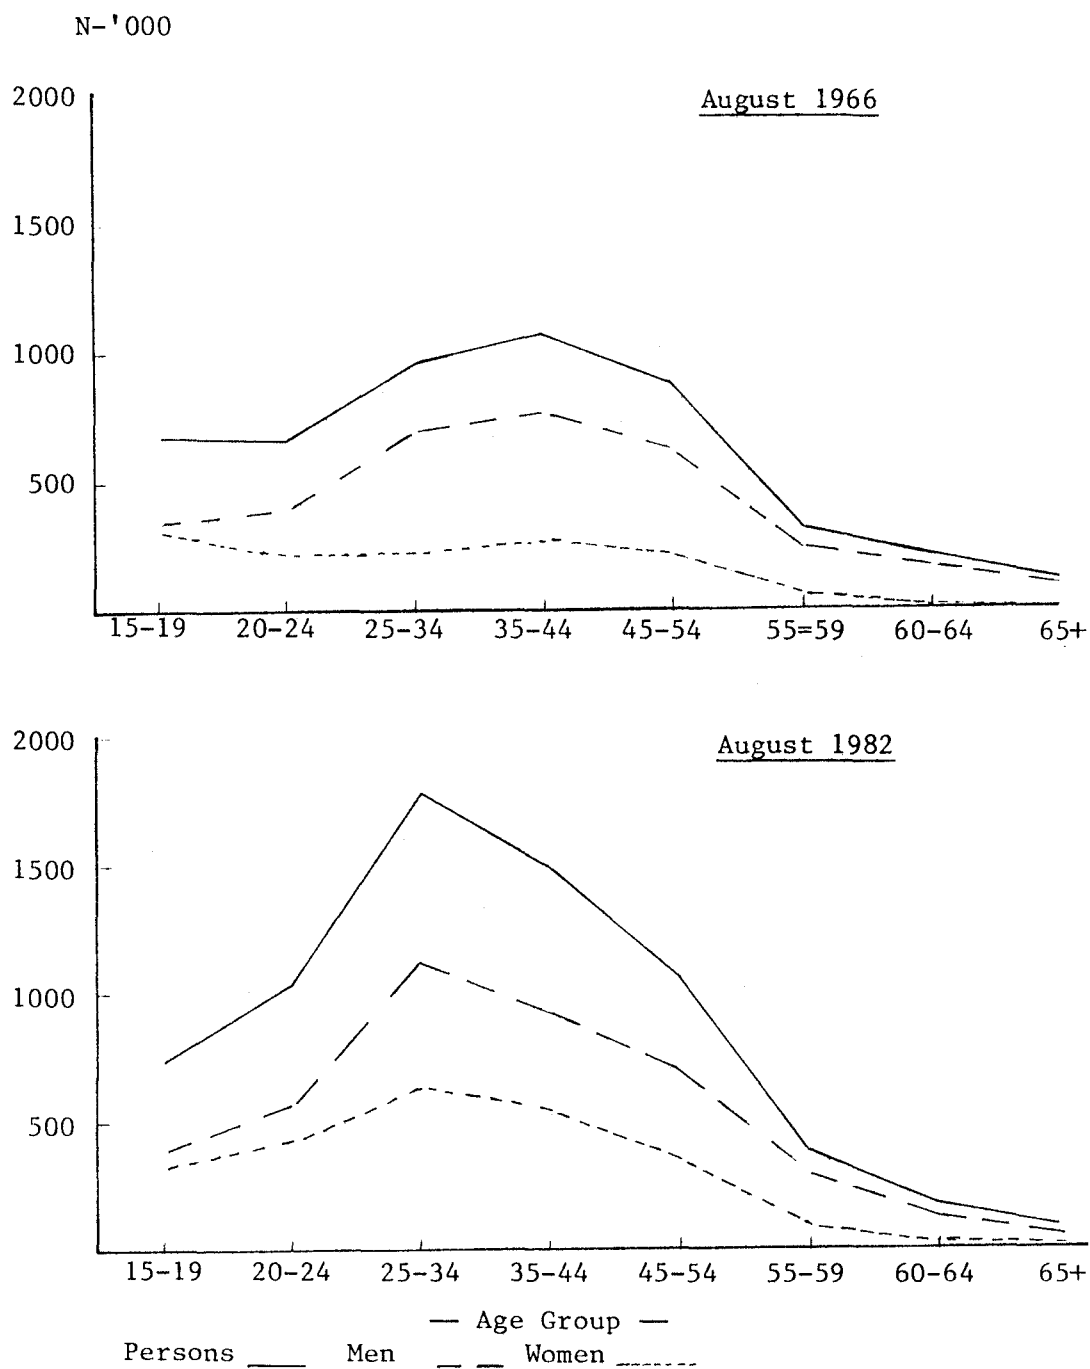 N-'000
August 1966
2000
1500
1000
500
15-19 20-24 25-34 35-44 45-54 55=59 60-64 65+
August 1982
2000
1500
1000
500
15-19 20-24 25-34 35-44 45-54 55-59 60-64 65+
— Age Group —
Persons Men Women